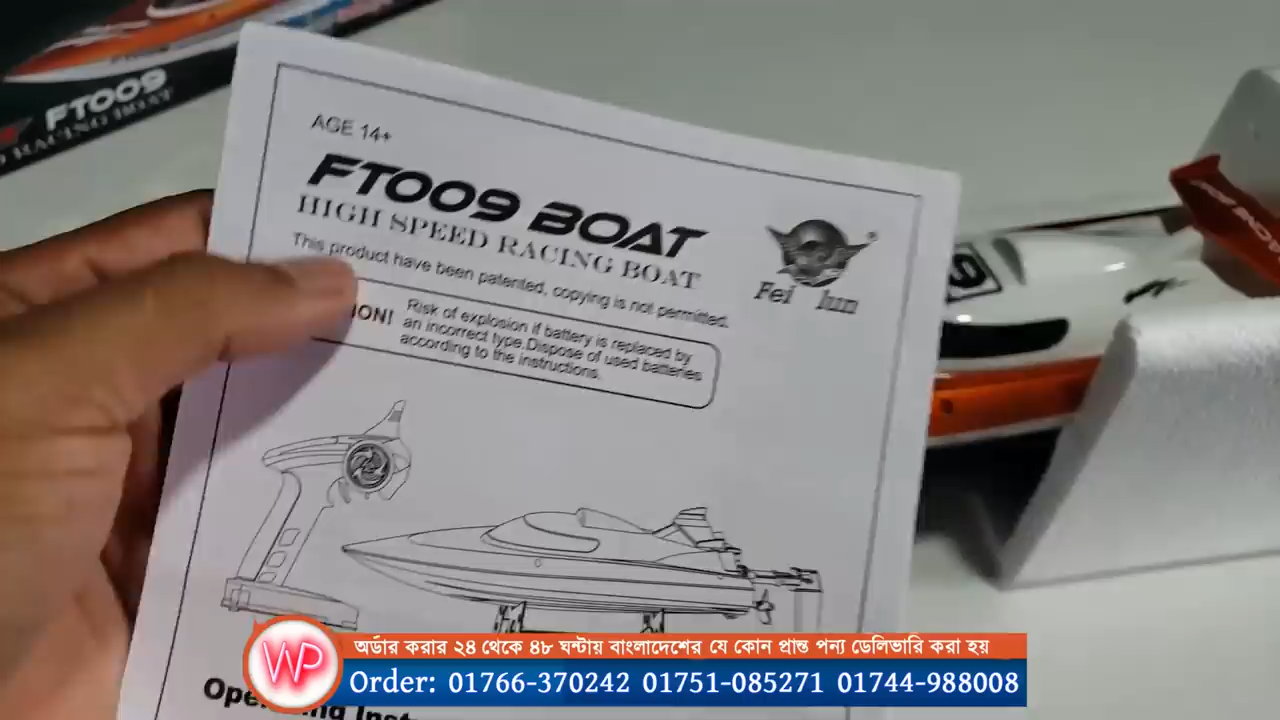 FT009
RACING BOAT
AGE 14+
FT009 BOAT
HIGH SPEED RACING BOAT
This product have been patented, copying is not permitted.
Fei lun
Risk of explosion if battery is replaced by
an incorrect type.Dispose of used batteries
according to the instructions.
9
WP
অর্ডার করার ২৪ থেকে ৪৮ ঘন্টায় বাংলাদেশের যে কোন প্রান্ত পন্য ডেলিভারি করা হয়
Order: 01766-370242 01751-085271 01744-988008